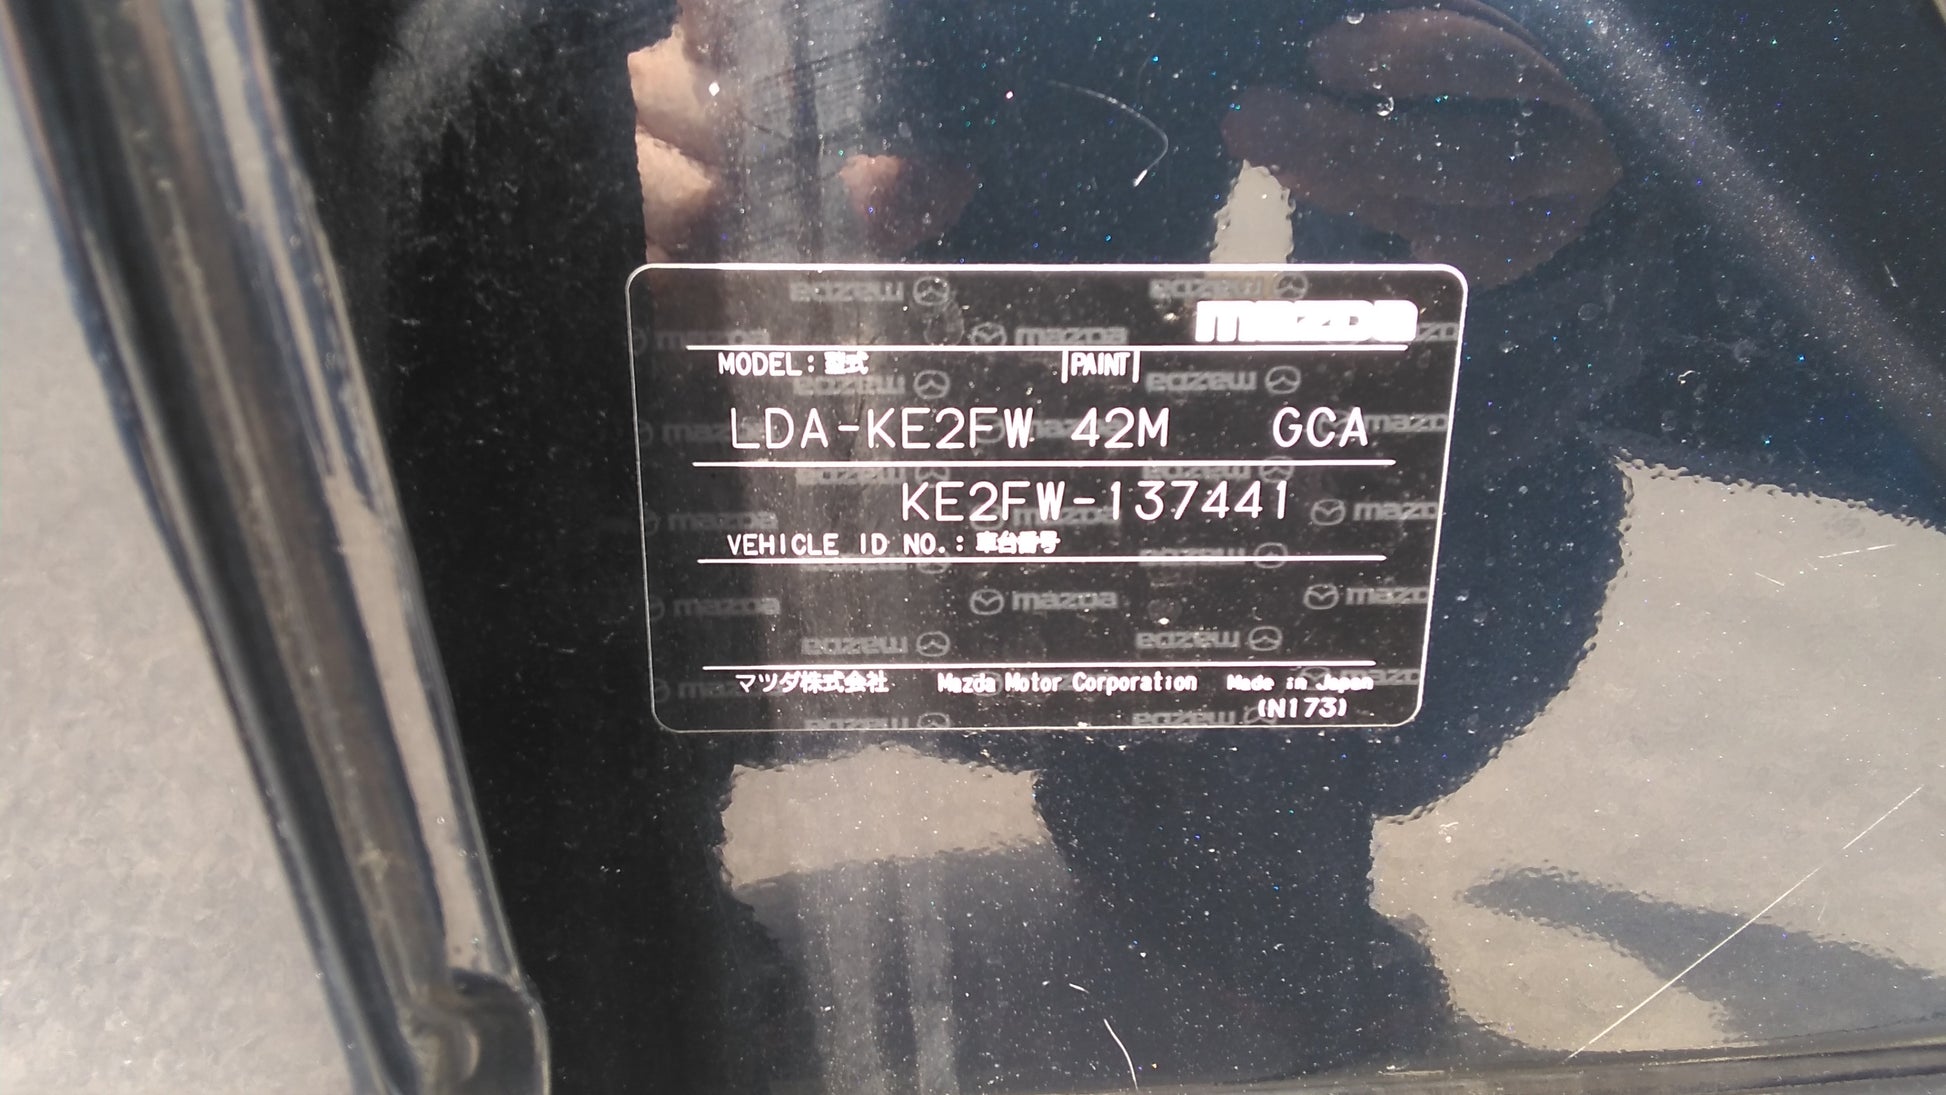 mazda
MODEL:型式 PAINT
LDA-KE2FW 42M GCA
KE2FW-137441
VEHICLE ID NO.:車台番号
マツダ株式会社 Mazda Motor Corporation Made in Japan
(N173)